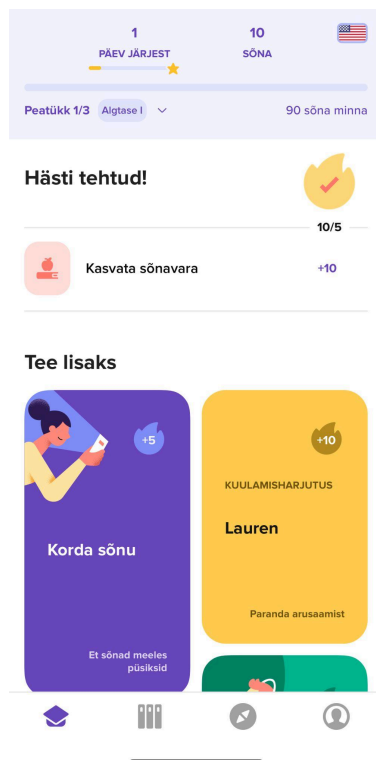 1
PÄEV JÄRJEST
10
SÕNA
Peatükk 1/3 Algtase I
90 sõna minna
Hästi tehtud!
10/5
Kasvata sõnavara
+10
Tee lisaks
+5
Korda sõnu
Et sõnad meeles
püsiksid
+10
KUULAMISHARJUTUS
Lauren
Paranda arusaamist